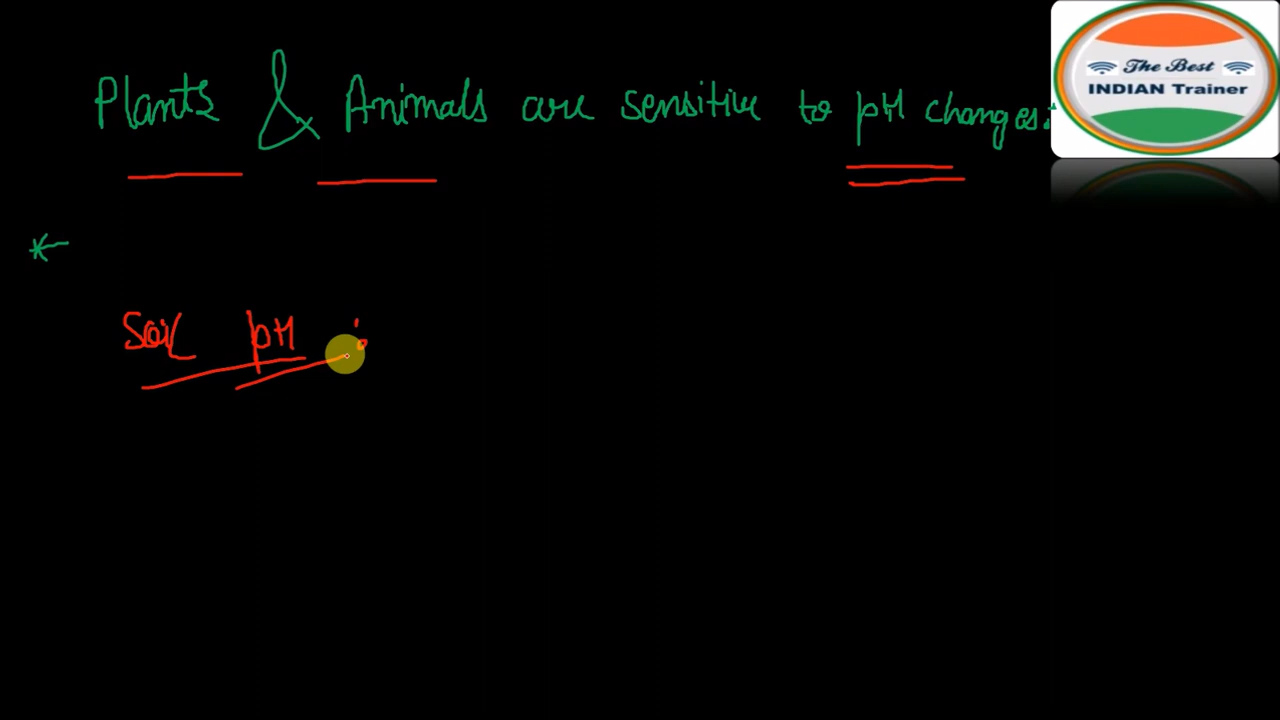 The Best
INDIAN Trainer
Plants & Animals are sensitive to pH changes:
Soil pH :